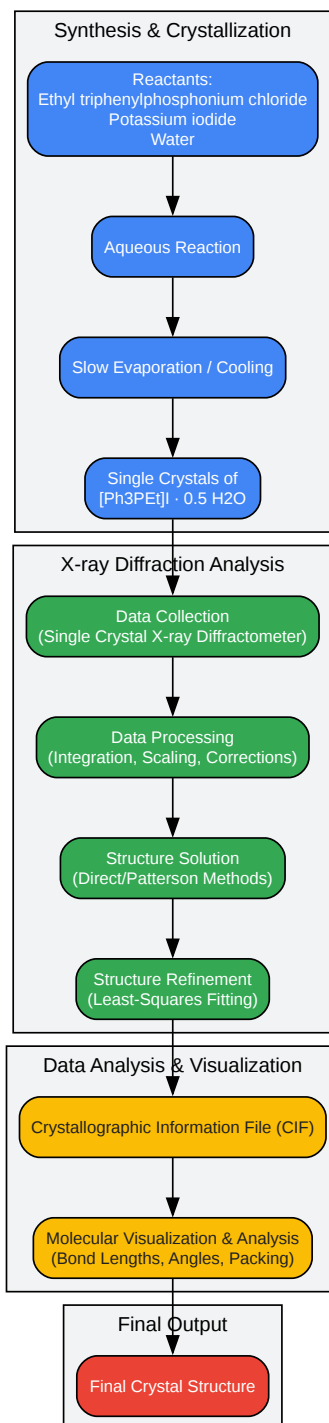 Synthesis & Crystallization
Reactants:
Ethyl triphenylphosphonium chloride
Potassium iodide
Water
Aqueous Reaction
Slow Evaporation / Cooling
Single Crystals of
[Ph3PEt]I · 0.5 H2O
X-ray Diffraction Analysis
Data Collection
(Single Crystal X-ray Diffractometer)
Data Processing
(Integration, Scaling, Corrections)
Structure Solution
(Direct/Patterson Methods)
Structure Refinement
(Least-Squares Fitting)
Data Analysis & Visualization
Crystallographic Information File (CIF)
Molecular Visualization & Analysis
(Bond Lengths, Angles, Packing)
Final Output
Final Crystal Structure